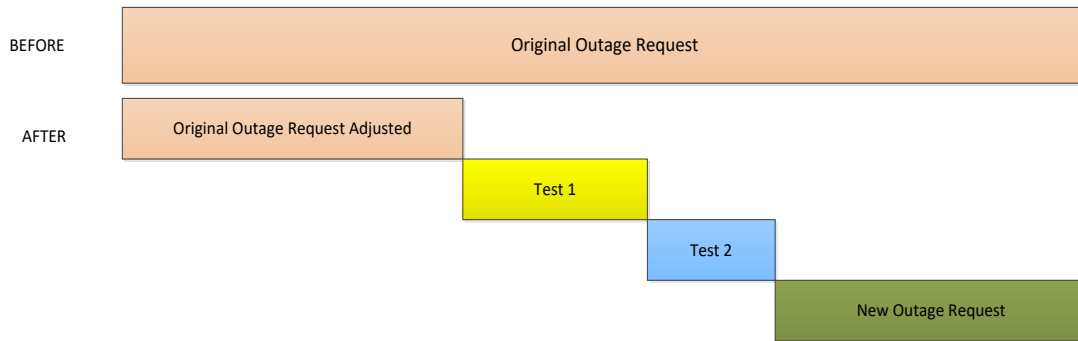 BEFORE
Original Outage Request
AFTER
Original Outage Request Adjusted
Test 1
Test 2
New Outage Request